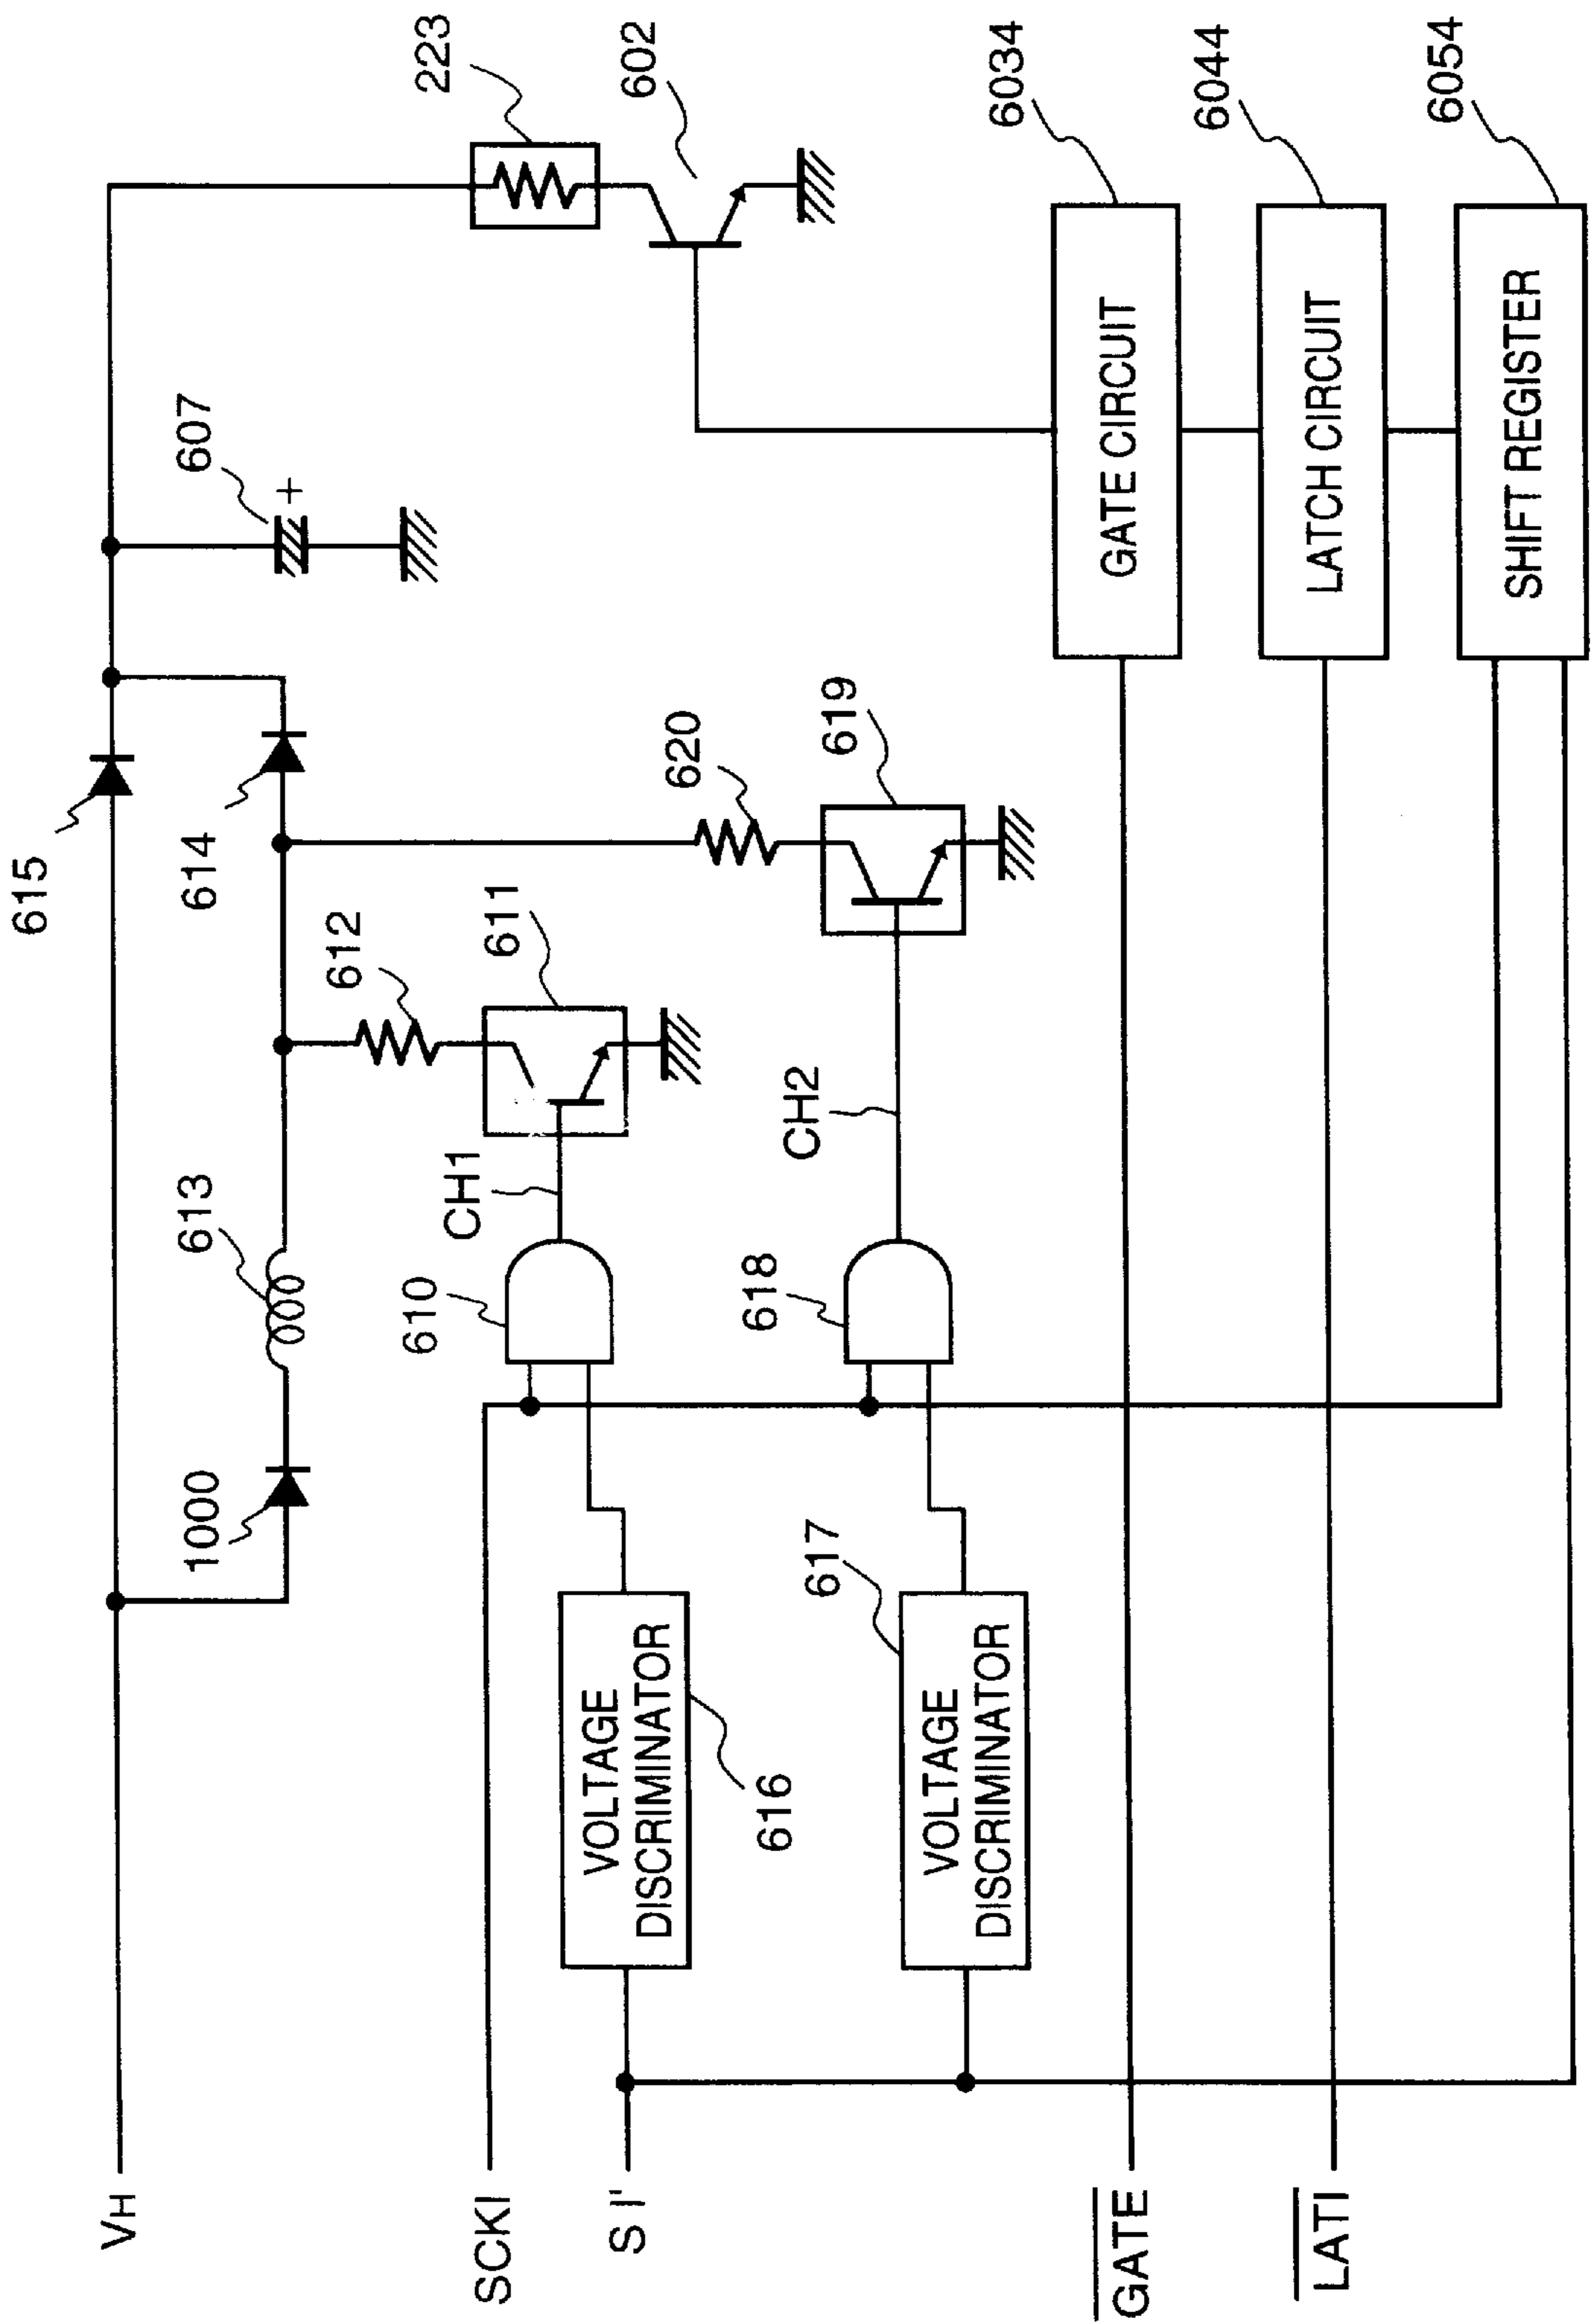 VH
SCKI
S I'
GATE
LATI
615
1000
613
614
607
223
602
612
611
620
619
610
CH1
618
CH2
VOLTAGE
DISCRIMINATOR
616
617
VOLTAGE
DISCRIMINATOR
+
GATE CIRCUIT
6034
LATCH CIRCUIT
6044
SHIFT REGISTER
6054